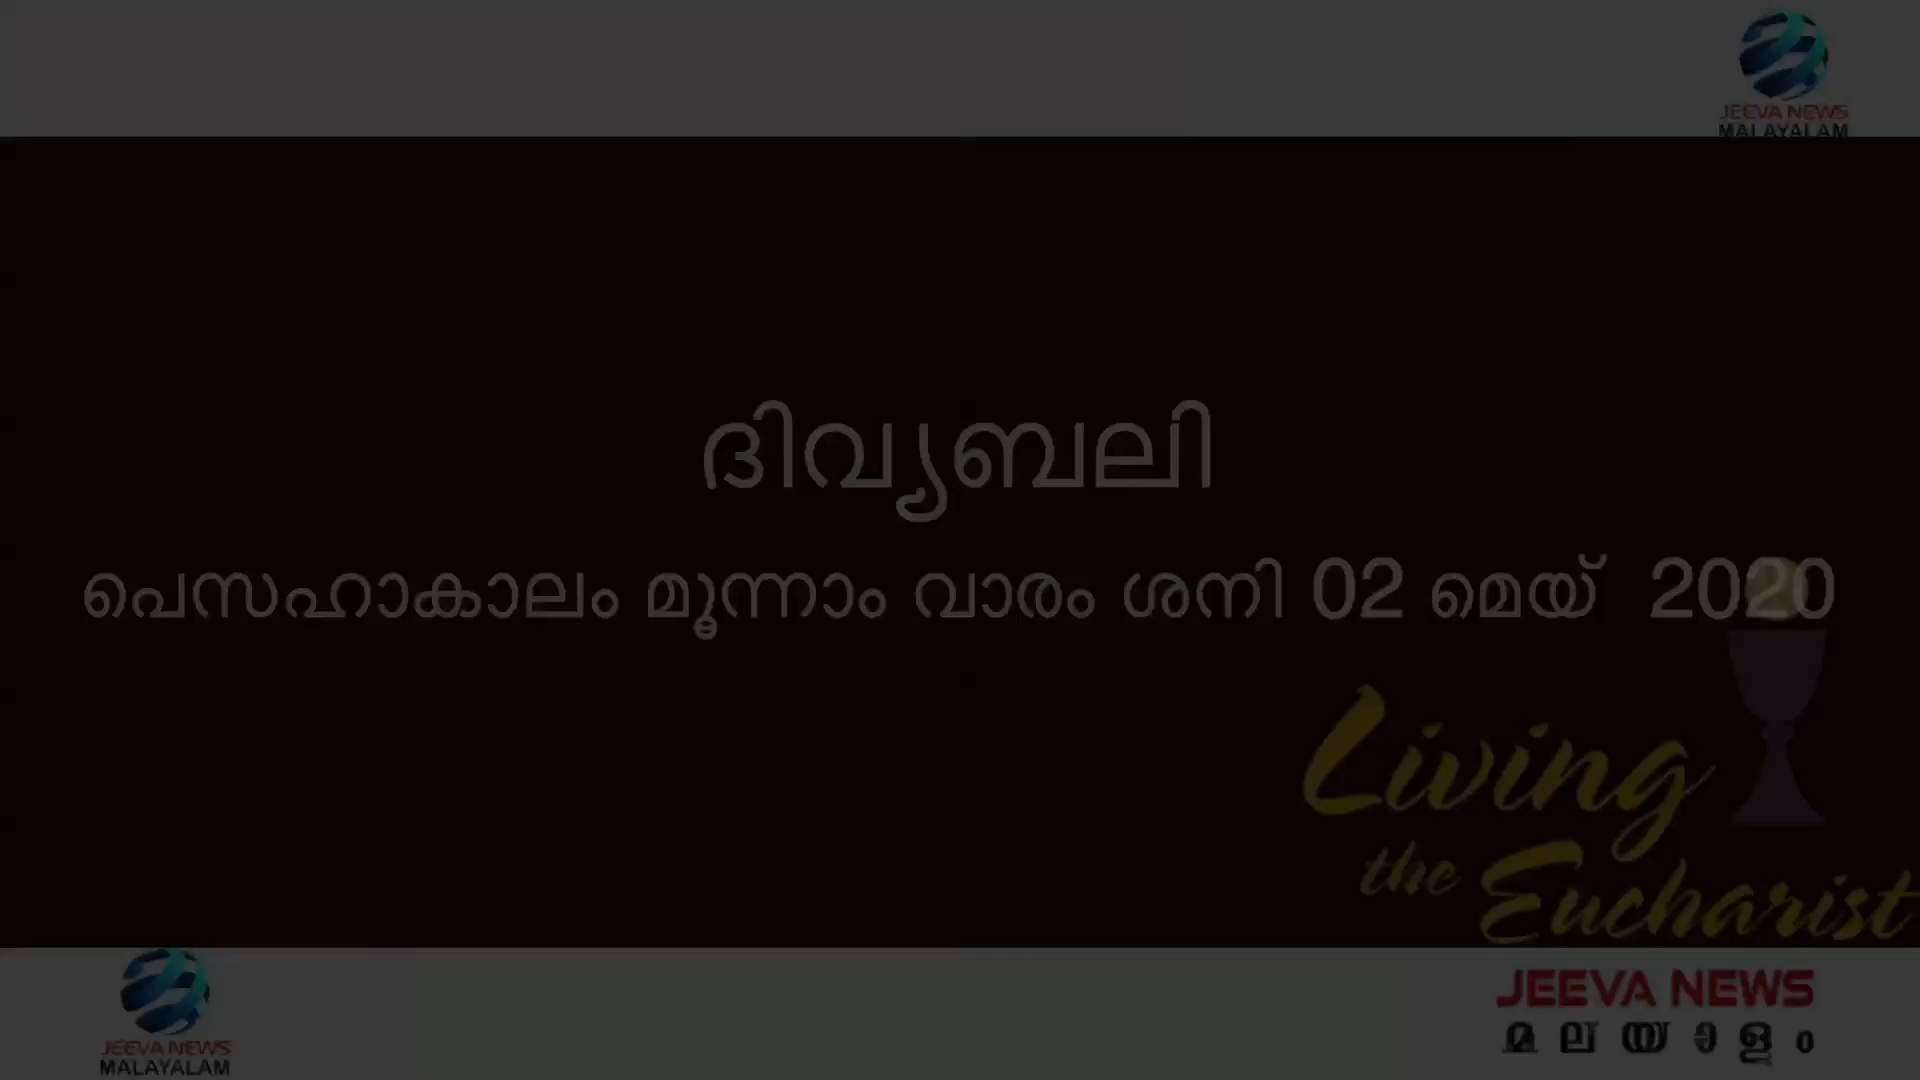 JEEVA NEWS
MALAYALAM
ദിവ്യബലി
പെസഹാകാലം മൂന്നാം വാരം ശനി 02 മെയ് 2020
Living
the Eucharist
JEEVA NEWS
MALAYALAM
JEEVA NEWS
മലയാളം